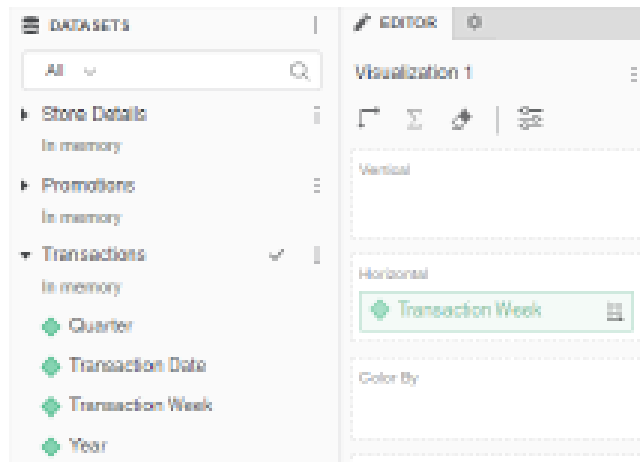 DATASETS
All
Store Details
In memory
Promotions
In memory
Transactions
In memory
Quarter
Transaction Date
Transaction Week
Year
EDITOR
Visualization 1
Vertical
Horizontal
Transaction Week
Color By